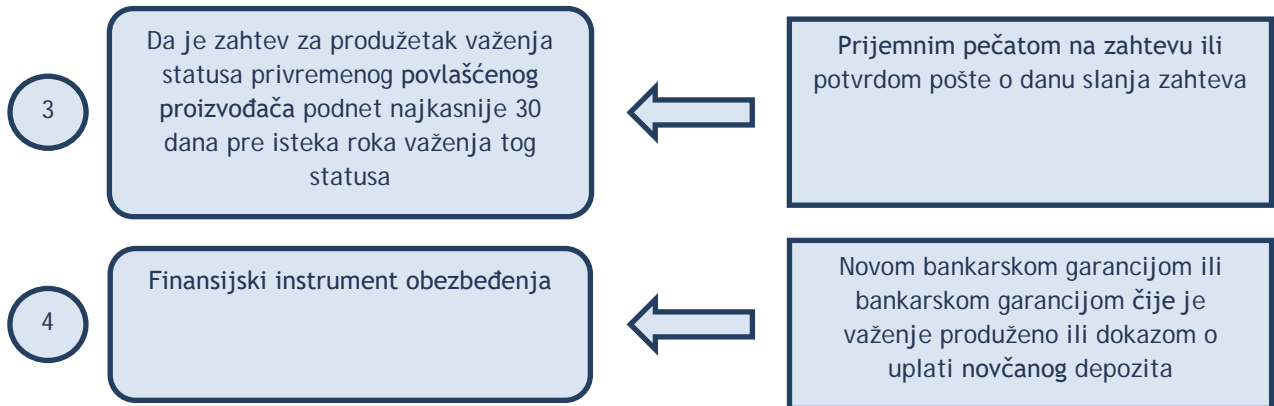 3
Da je zahtev za produžetak važenja
statusa privremenog povlašćenog
proizvođača podnet najkasnije 30
dana pre isteka roka važenja tog
statusa
Prijemnim pečatom na zahtevu ili
potvrdom pošte o danu slanja zahteva
4
Finansijski instrument obezbeđenja
Novom bankarskom garancijom ili
bankarskom garancijom čije je
važenje produženo ili dokazom o
uplati novčanog depozita